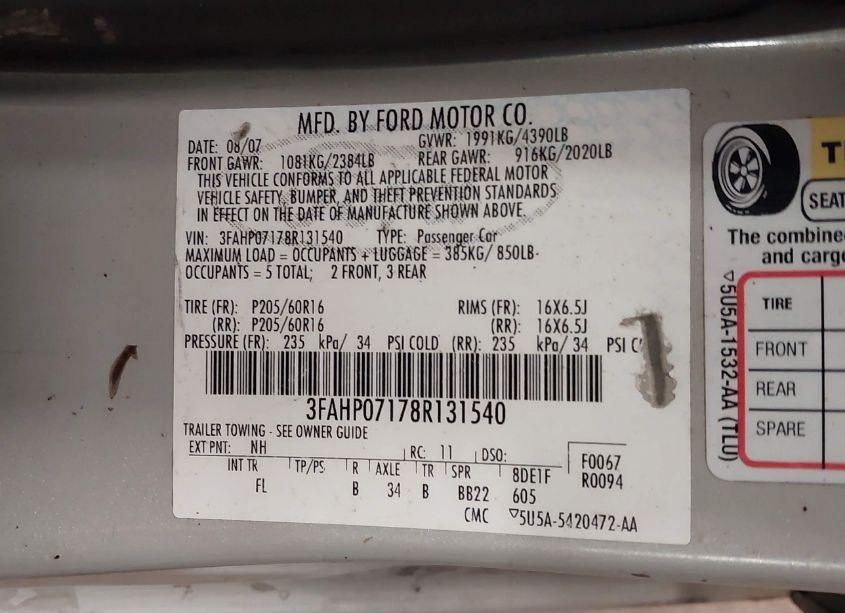 MFD. BY FORD MOTOR CO.
DATE: 08/07 GVWR: 1991KG/4390LB
FRONT GAWR: 1081KG/2384LB REAR GAWR: 916KG/2020LB
THIS VEHICLE CONFORMS TO ALL APPLICABLE FEDERAL MOTOR
VEHICLE SAFETY, BUMPER, AND THEFT PREVENTION STANDARDS
IN EFFECT ON THE DATE OF MANUFACTURE SHOWN ABOVE.
VIN: 3FAHP07178R131540 TYPE: Passenger Car
MAXIMUM LOAD = OCCUPANTS + LUGGAGE = 385KG/ 850LB
OCCUPANTS = 5 TOTAL; 2 FRONT, 3 REAR
TIRE (FR): P205/60R16 RIMS (FR): 16X6.5J
(RR): P205/60R16 (RR): 16X6.5J
PRESSURE (FR): 235 kPa/ 34 PSI COLD (RR): 235 kPa/ 34 PSI C
3FAHP07178R131540
TRAILER TOWING - SEE OWNER GUIDE
EXT PNT: NH RC: 11 DSO: F0067
R0094
INT TR TP/PS R AXLE TR SPR 8DE1F
FL B 34 B BB22 605
CMC ▽5U5A-5420472-AA
T
SEAT
The combine
and carg
TIRE
FRONT
REAR
SPARE
▽5U5A-1532-AA (TLU)